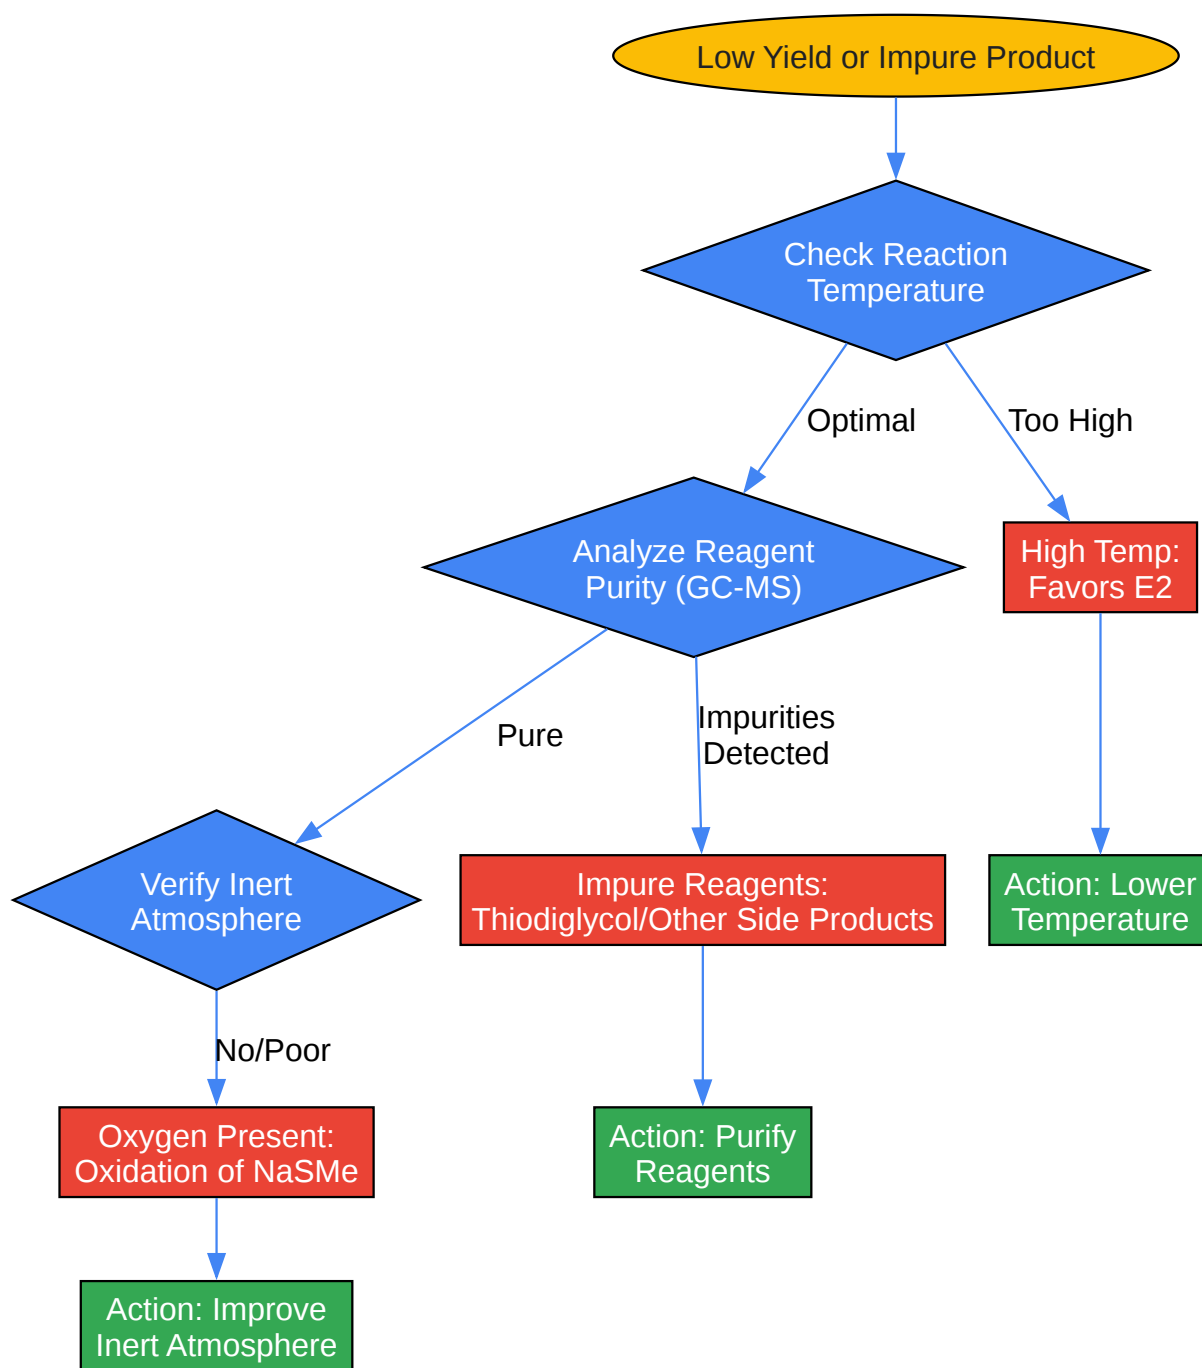 Low Yield or Impure Product
Check Reaction
Temperature
Optimal
Too High
Analyze Reagent
Purity (GC-MS)
High Temp:
Favors E2
Pure
Impurities
Detected
Verify Inert
Atmosphere
Impure Reagents:
Thiodiglycol/Other Side Products
Action: Lower
Temperature
No/Poor
Oxygen Present:
Oxidation of NaSMe
Action: Purify
Reagents
Action: Improve
Inert Atmosphere